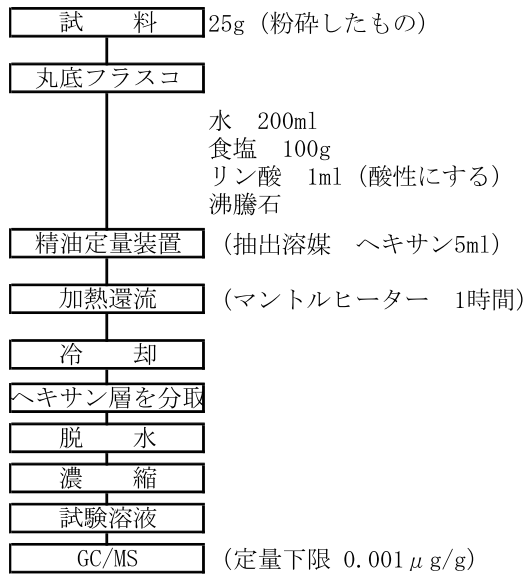 試　料 25g (粉砕したもの)
丸底フラスコ
水　200ml
食塩　100g
リン酸　1ml (酸性にする)
沸騰石
精油定量装置 (抽出溶媒　ヘキサン5ml)
加熱還流 (マントルヒーター　1時間)
冷　却
ヘキサン層を分取
脱　水
濃　縮
試験溶液
GC/MS (定量下限 0.001μg/g)